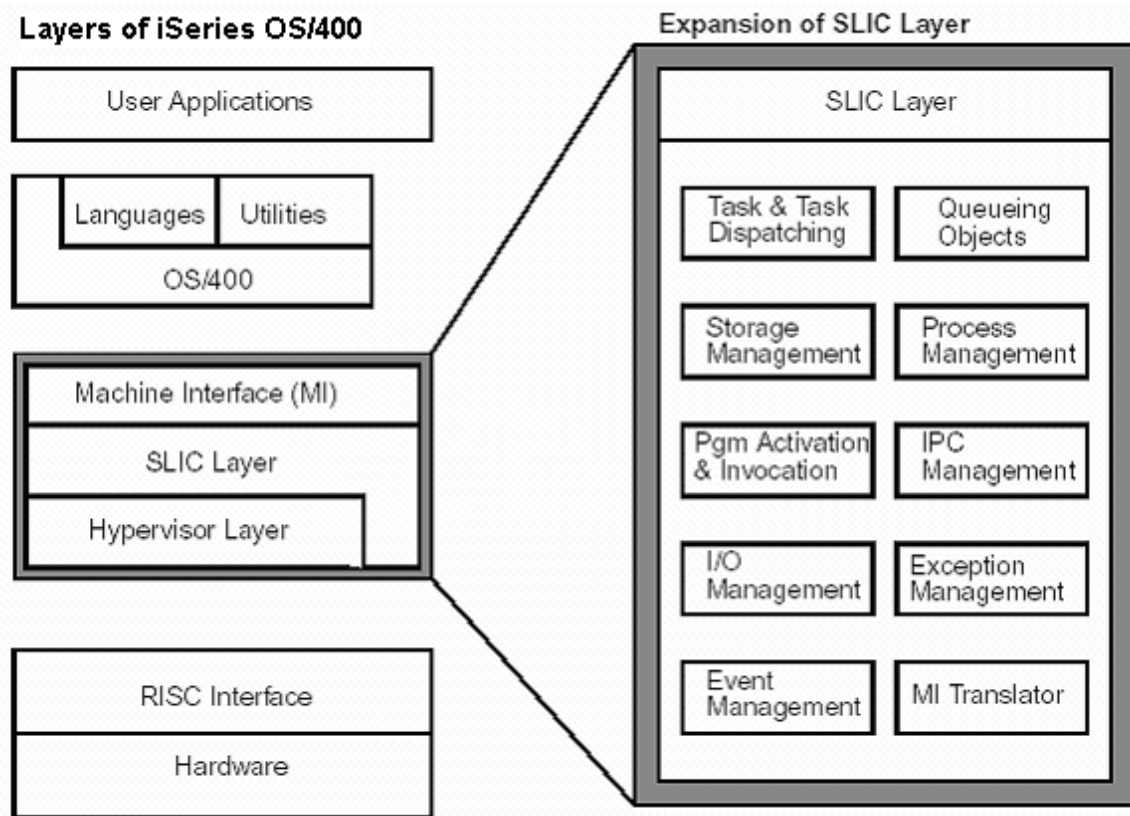 Layers of iSeries OS/400
User Applications
Languages
Utilities
OS/400
Machine Interface (MI)
SLIC Layer
Hypervisor Layer
RISC Interface
Hardware
Expansion of SLIC Layer
SLIC Layer
Task & Task
Dispatching
Queueing
Objects
Storage
Management
Process
Management
Pgm Activation
& Invocation
IPC
Management
I/O
Management
Exception
Management
Event
Management
MI Translator